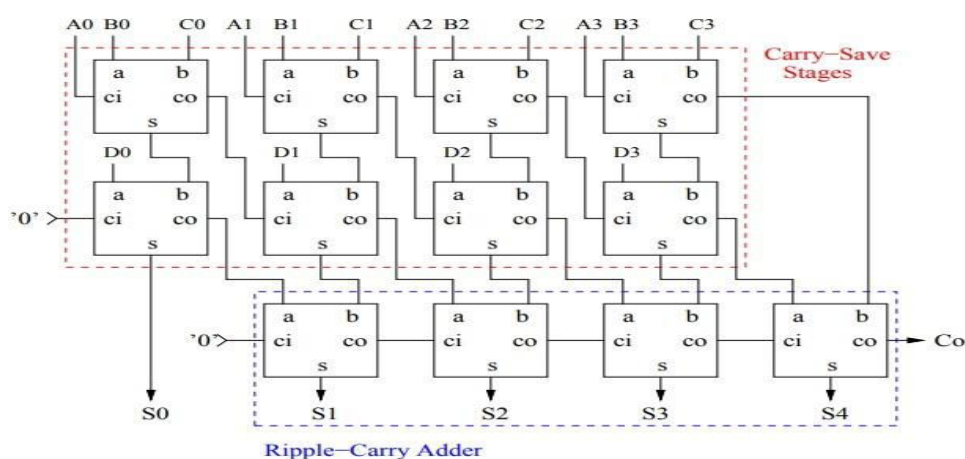 A0 B0 C0 A1 B1 C1 A2 B2 C2 A3 B3 C3
Carry−Save
Stages
a b a b a b a b
ci co ci co ci co ci co
s s s s
D0 D1 D2 D3
a b a b a b a b
'0' ci co ci co ci co ci co
s s s s
a b a b a b a b
'0' ci co ci co ci co ci co Co
s s s s
S0 S1 S2 S3 S4
Ripple−Carry Adder